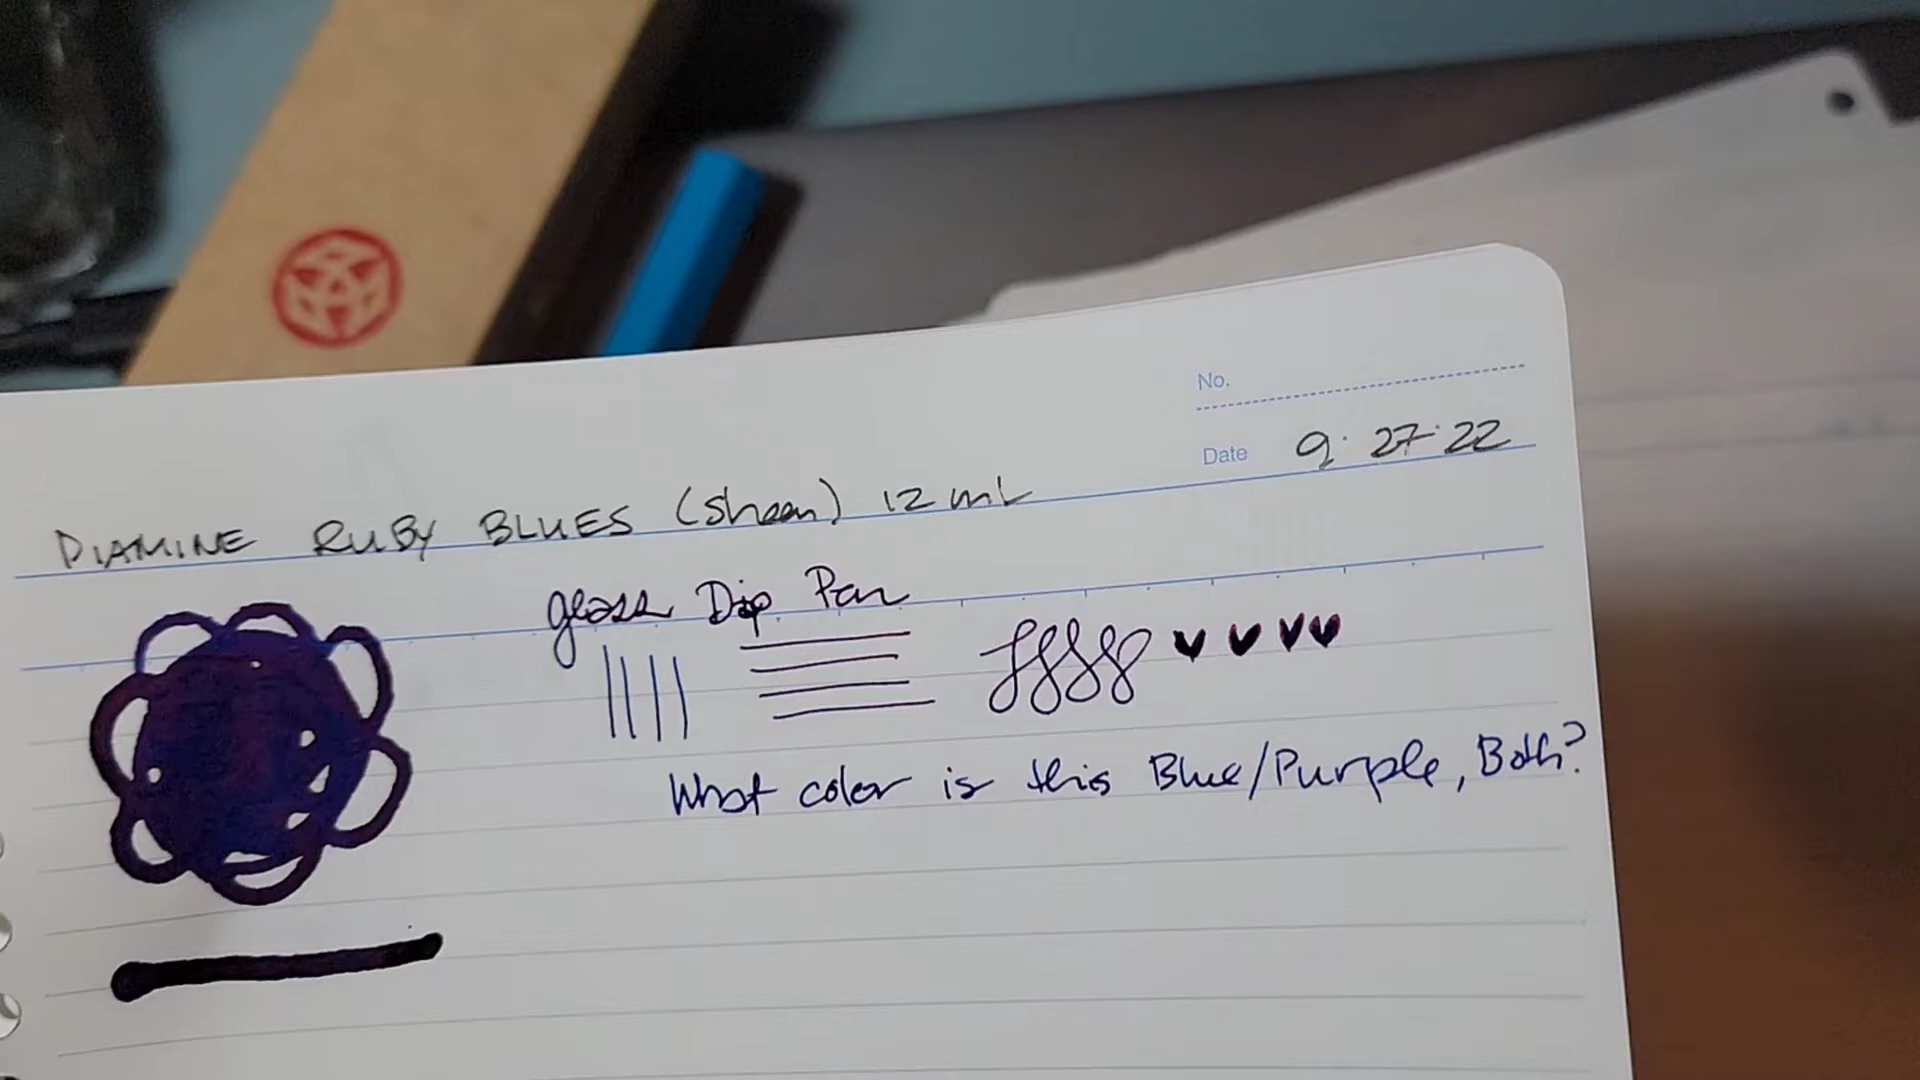 No.
Date 9.27.22
DIAMINE RUBY BLUES (Sheen) 12 mL
glass Dip Pen
What color is this Blue/Purple, Both?